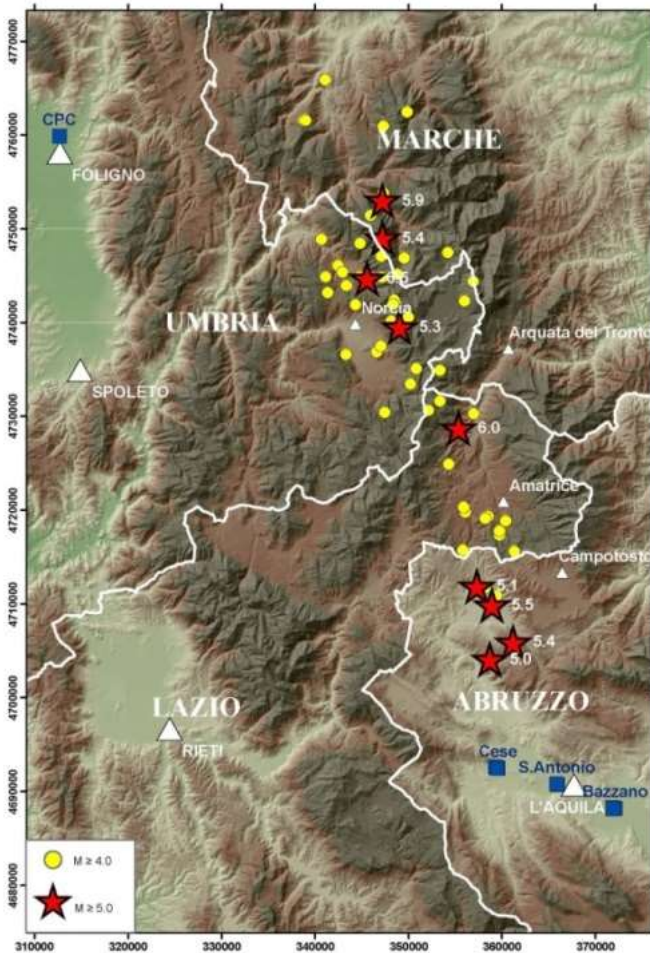 4770000
4760000
4750000
4740000
4730000
4720000
4710000
4700000
4690000
4680000
CPC
FOLIGNO
MARCHE
5.9
5.4
Norcia
UMBRIA
5.3
Arquata del Tronto
SPOLETO
6.0
Amatrice
Campotosto
5.1
5.5
5.4
5.0
LAZIO
ABRUZZO
RIETI
Cese
S.Antonio
Bazzano
L'AQUILA
M ≥ 4.0
M ≥ 5.0
310000 320000 330000 340000 350000 360000 370000